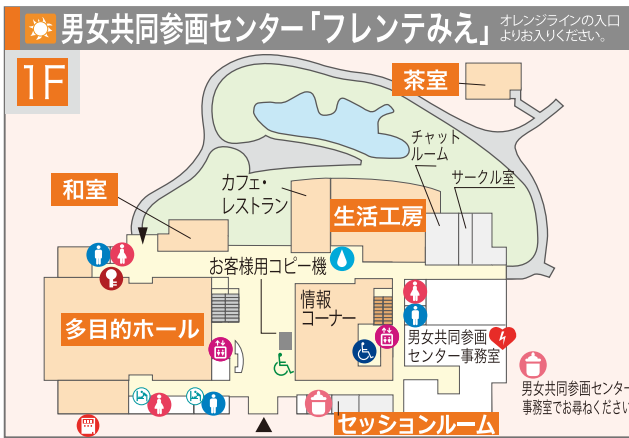 男女共同参画センター「フレンテみえ」
オレンジラインの入口
よりお入りください。
1F
茶室
チャット
ルーム
サークル室
カフェ・
レストラン
和室
生活工房
お客様用コピー機
情報
コーナー
多目的ホール
男女共同参画
センター事務室
男女共同参画センター
事務室でお尋ねください
セッションルーム